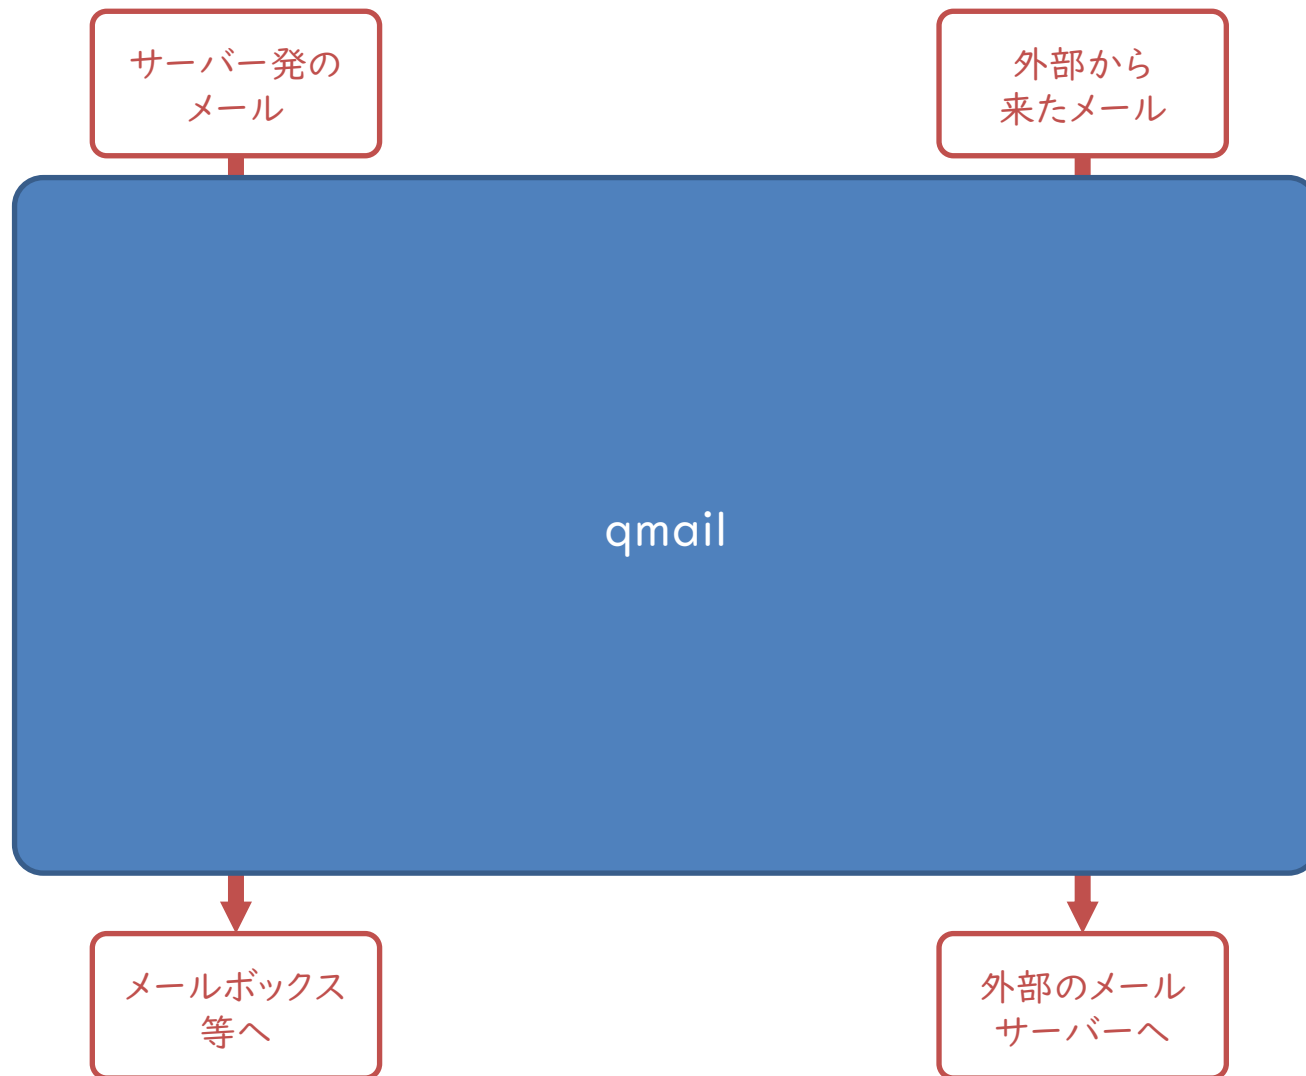 サーバー発の
メール
外部から
来たメール
qmail
メールボックス
等へ
外部のメール
サーバーへ